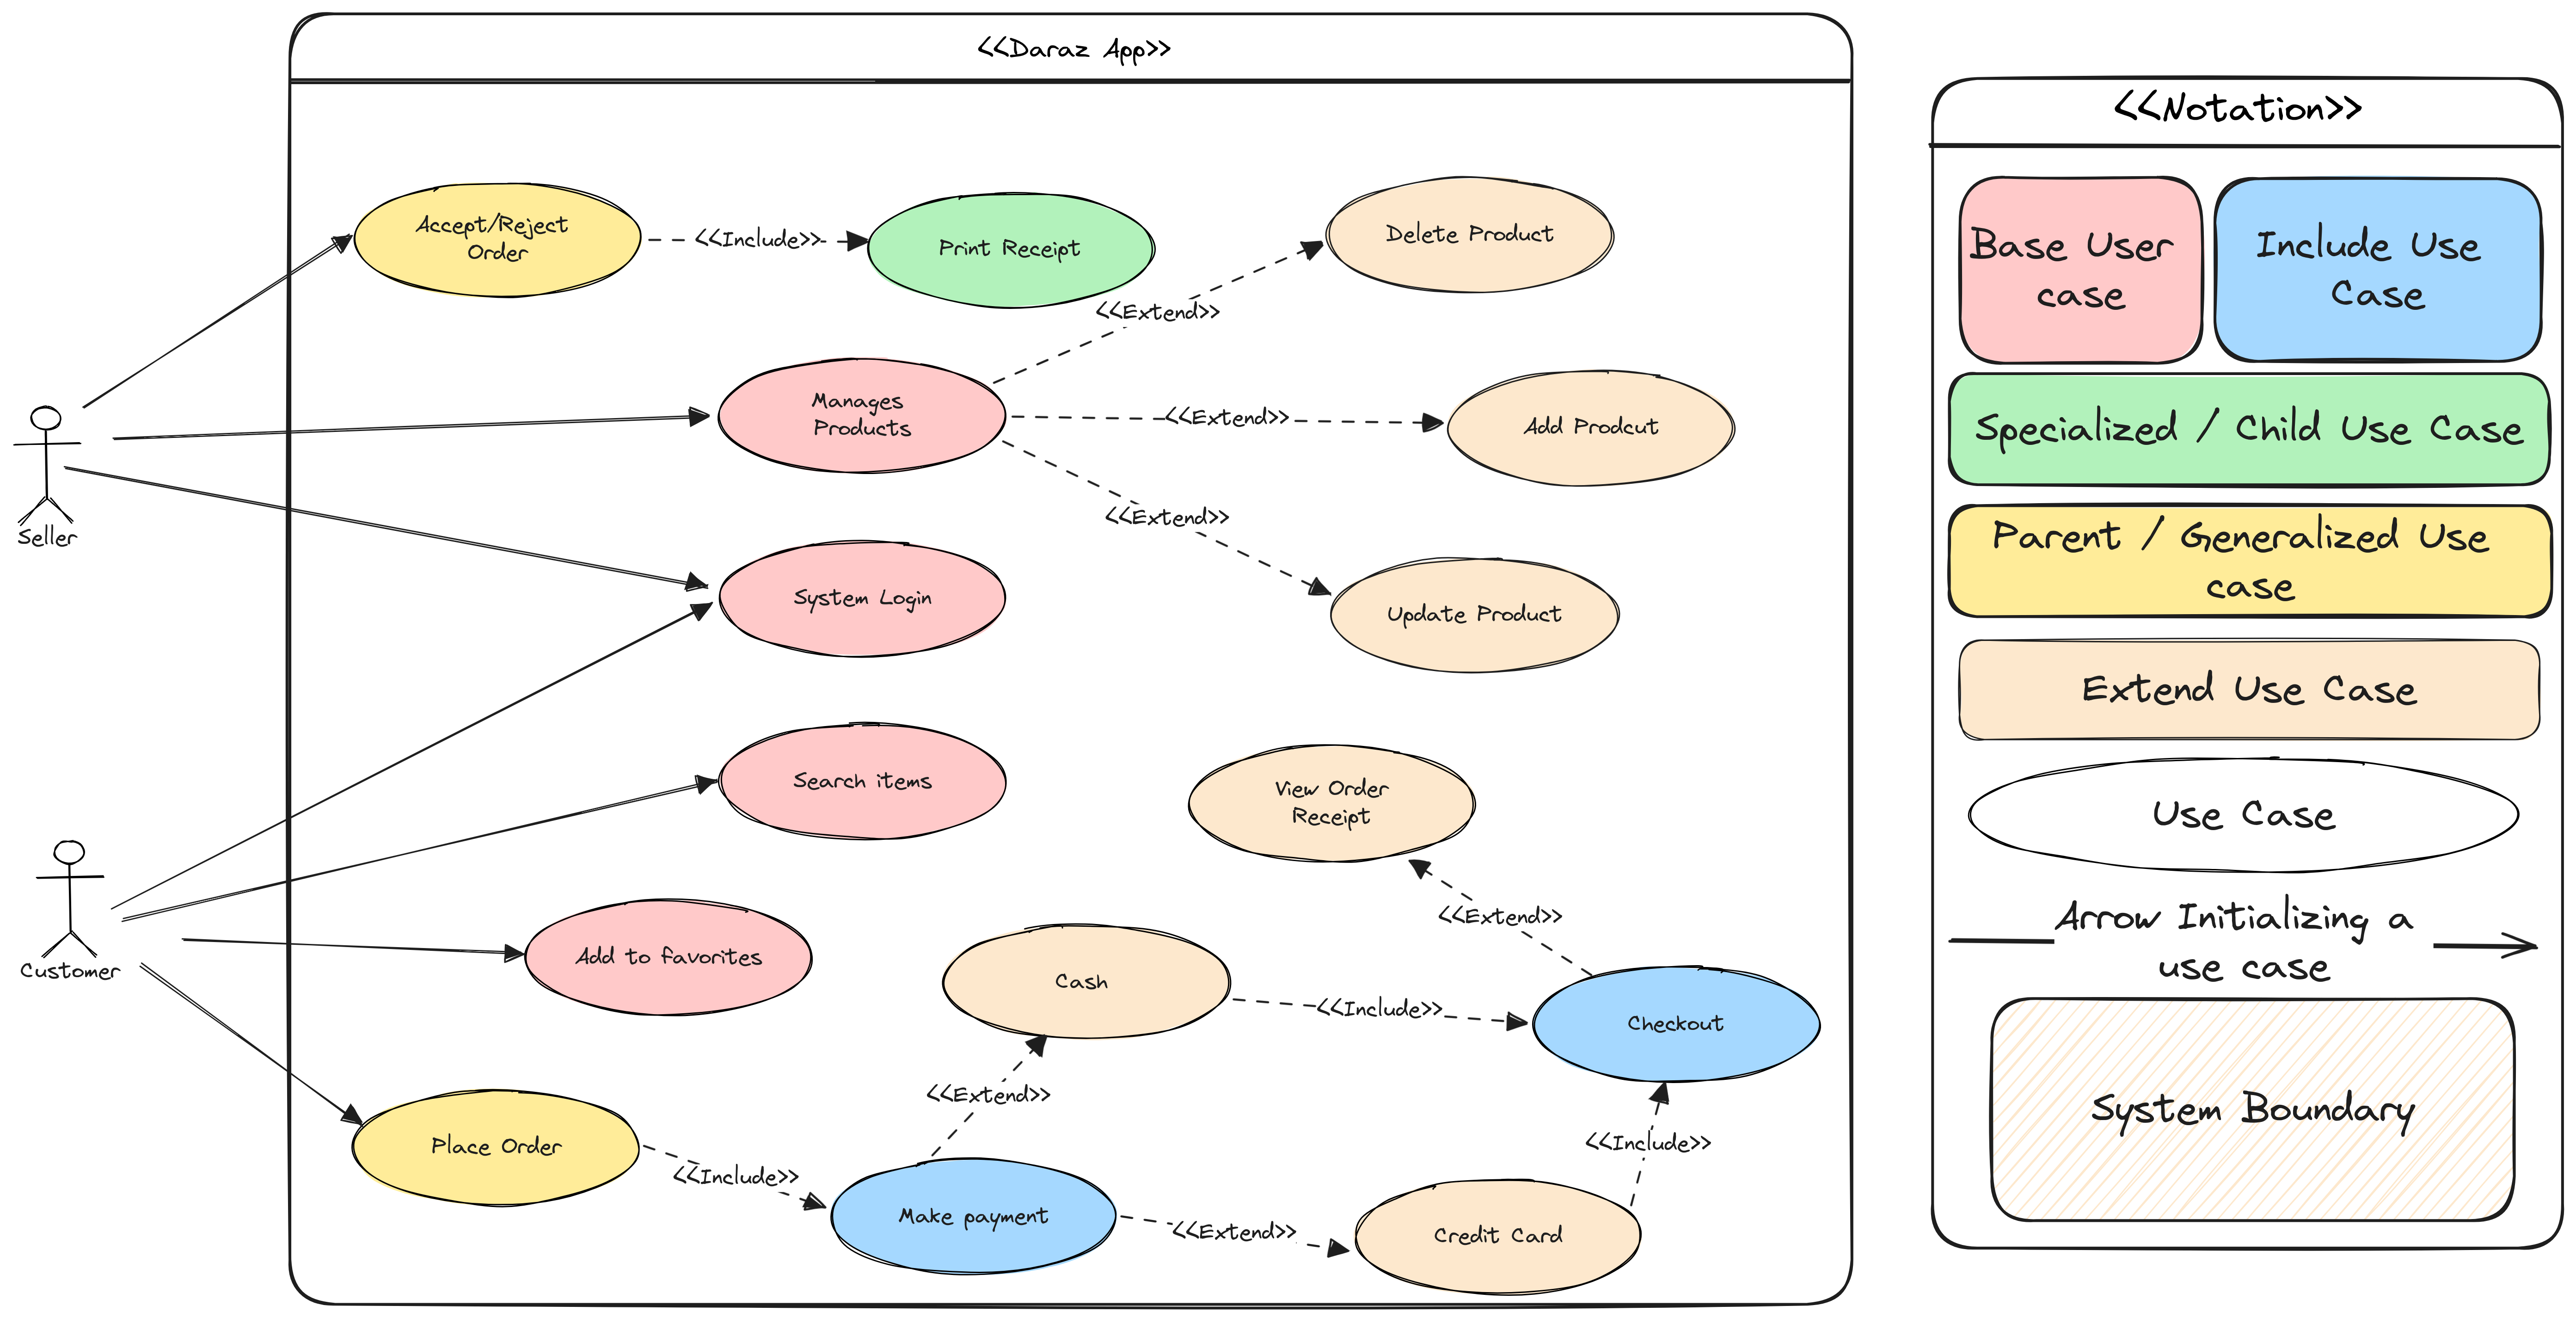 <<Daraz App>>
Accept/Reject
Order
<<Include>>
Print Receipt
Delete Product
<<Extend>>
Manages
Products
<<Extend>>
Add Prodcut
<<Extend>>
Seller
System Login
Update Product
Search items
View Order
Receipt
<<Extend>>
Customer
Add to favorites
Cash
<<Include>>
Checkout
<<Extend>>
Place Order
<<Include>>
Make payment
<<Extend>>
Credit Card
<<Include>>
<<Notation>>
Base User
case
Include Use
Case
Specialized / Child Use Case
Parent / Generalized Use
case
Extend Use Case
Use Case
Arrow Initializing a
use case
System Boundary